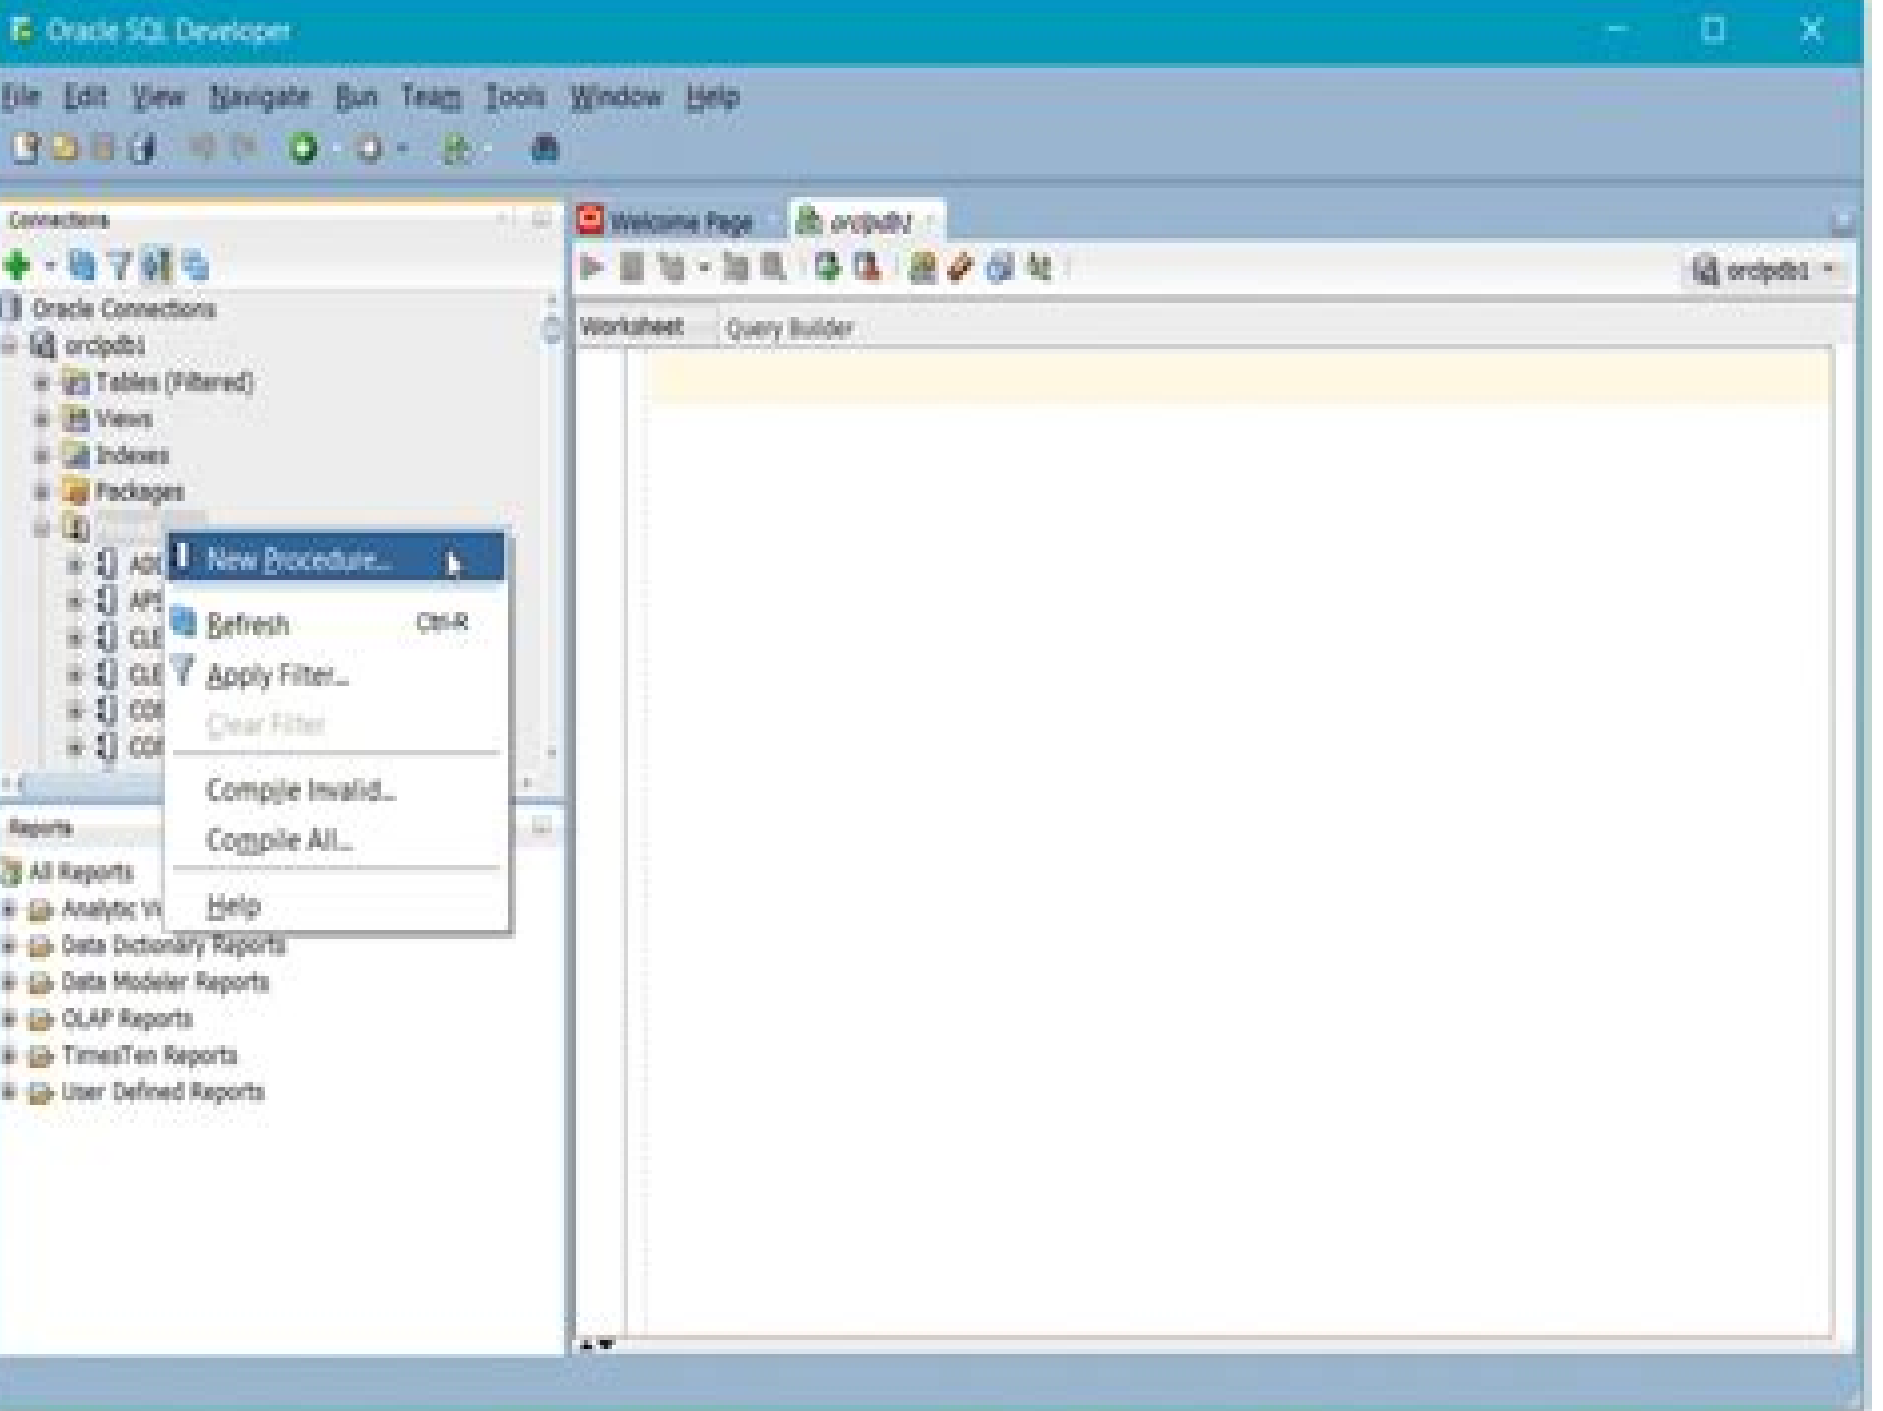 Oracle SQL Developer
File Edit View Navigate Run Team Tools Window Help
Connections
Welcome Page
orclpdb1
orclpdb1
Worksheet
Query Builder
Oracle Connections
orclpdb1
Tables (Filtered)
Views
Indexes
Packages
New Procedure...
Refresh Ctrl-R
Apply Filter...
Clear Filter
Compile Invalid...
Compile All...
Help
Reports
All Reports
Analytic
Data Dictionary Reports
Data Modeler Reports
OLAP Reports
TimesTen Reports
User Defined Reports